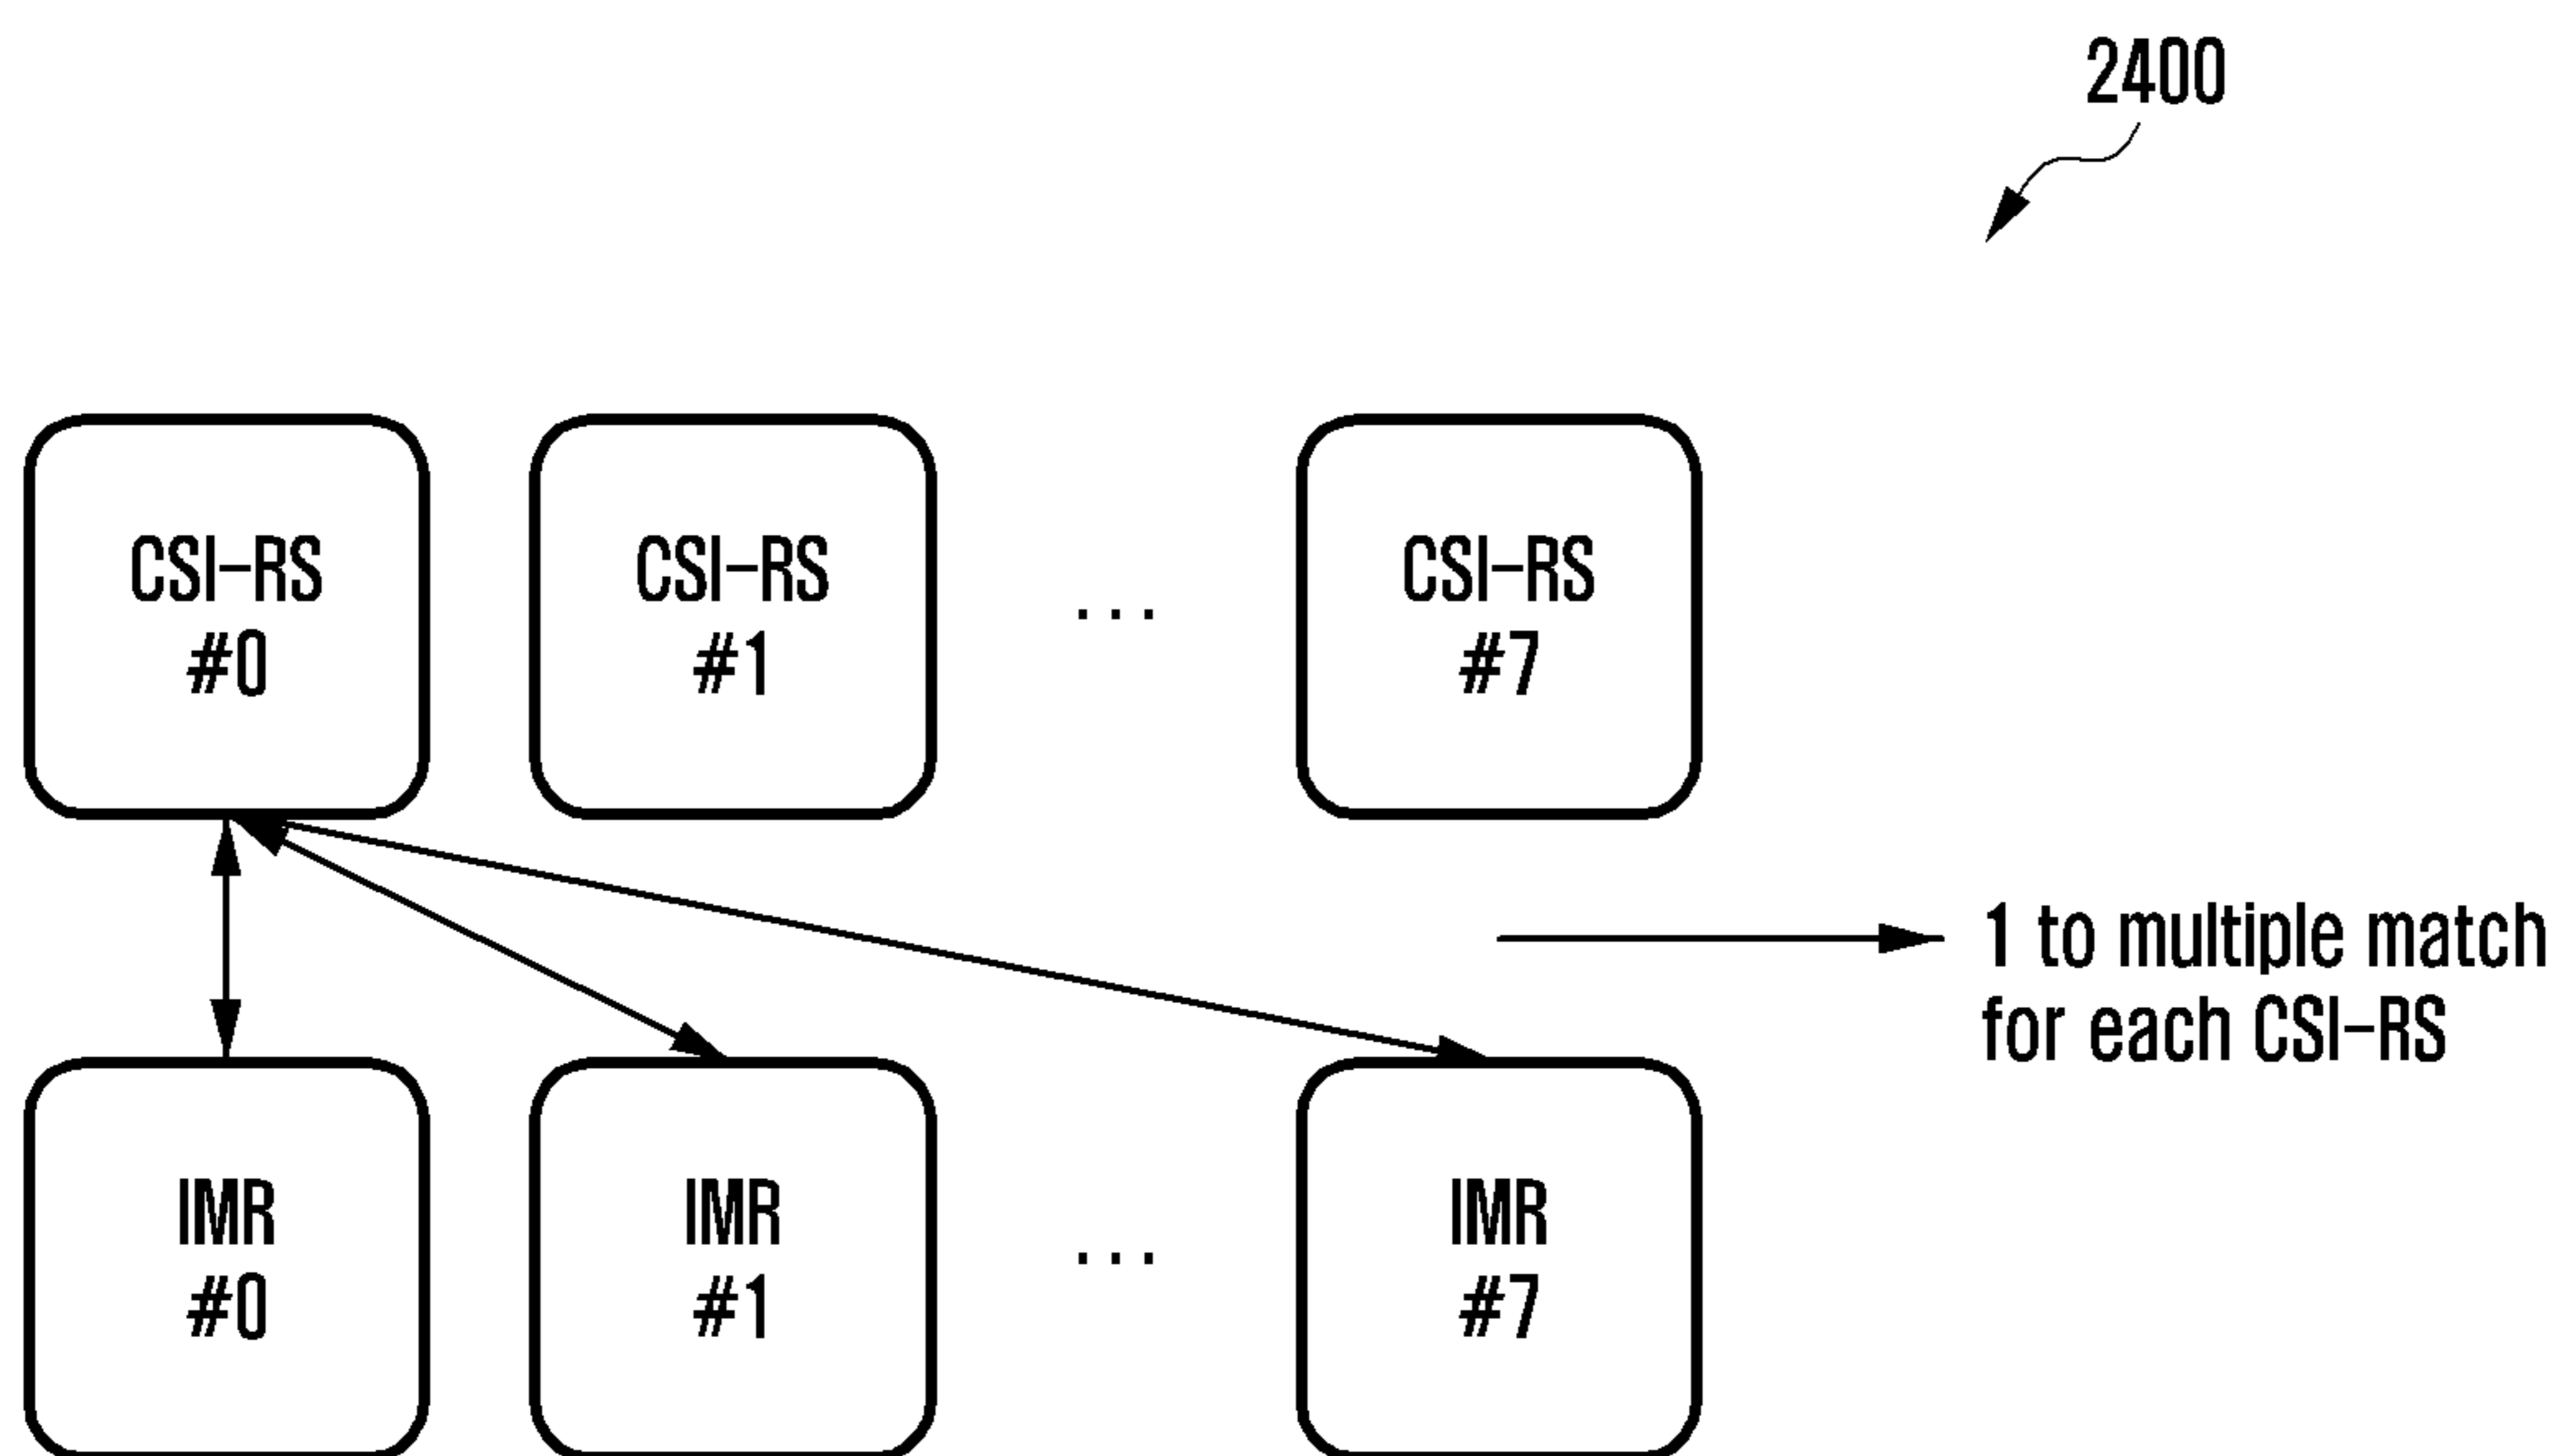 2400
CSI-RS
#0
CSI-RS
#1
...
CSI-RS
#7
1 to multiple match
for each CSI-RS
IMR
#0
IMR
#1
...
IMR
#7